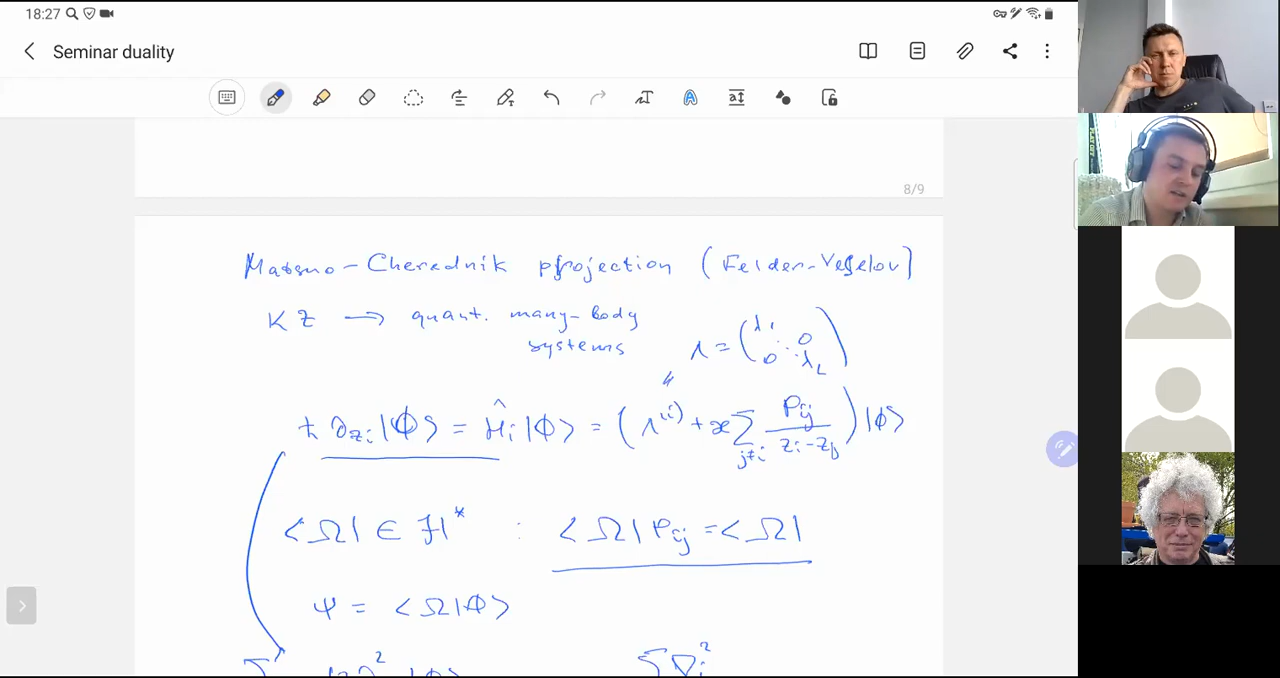 18:27
Seminar duality
8/9
Matsuo-Cherednik projection (Felder-Veselov)
KZ → quant. many-body systems
Λ = (λ₁ 0 ⋱ 0 λ_L)
ħ ∂_{z_i}|Φ⟩ = Ĥ_i|Φ⟩ = (Λ^{(i)} + ϰ∑_{j≠i} P_{ij}/(z_i−z_j))|Φ⟩
⟨Ω| ∈ ℋ* : ⟨Ω|P_{ij} = ⟨Ω|
Ψ = ⟨Ω|Φ⟩
∑∇_i²